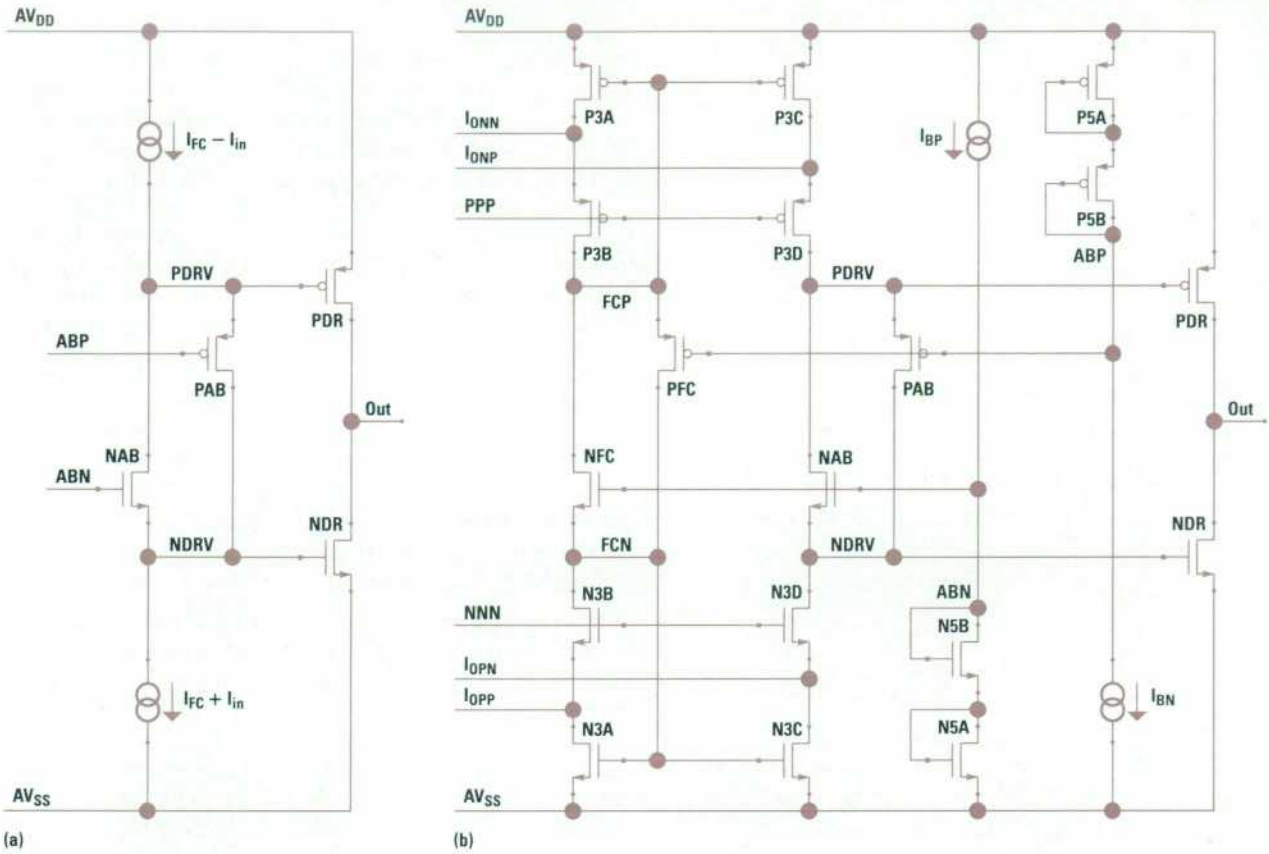 AVDD
IFC – Iin
PDRV
PDR
ABP
PAB
Out
NAB
ABN
NDR
NDRV
IFC + Iin
AVSS
(a)
AVDD
P3A
P3C
P5A
IONN
IBP
IONP
PPP
P5B
P3B
P3D
ABP
PDRV
FCP
PDR
PFC
PAB
Out
NFC
NAB
NDR
FCN
NDRV
N3B
N3D
ABN
NNN
N5B
IOPN
IBN
IOPP
N3A
N3C
N5A
AVSS
(b)